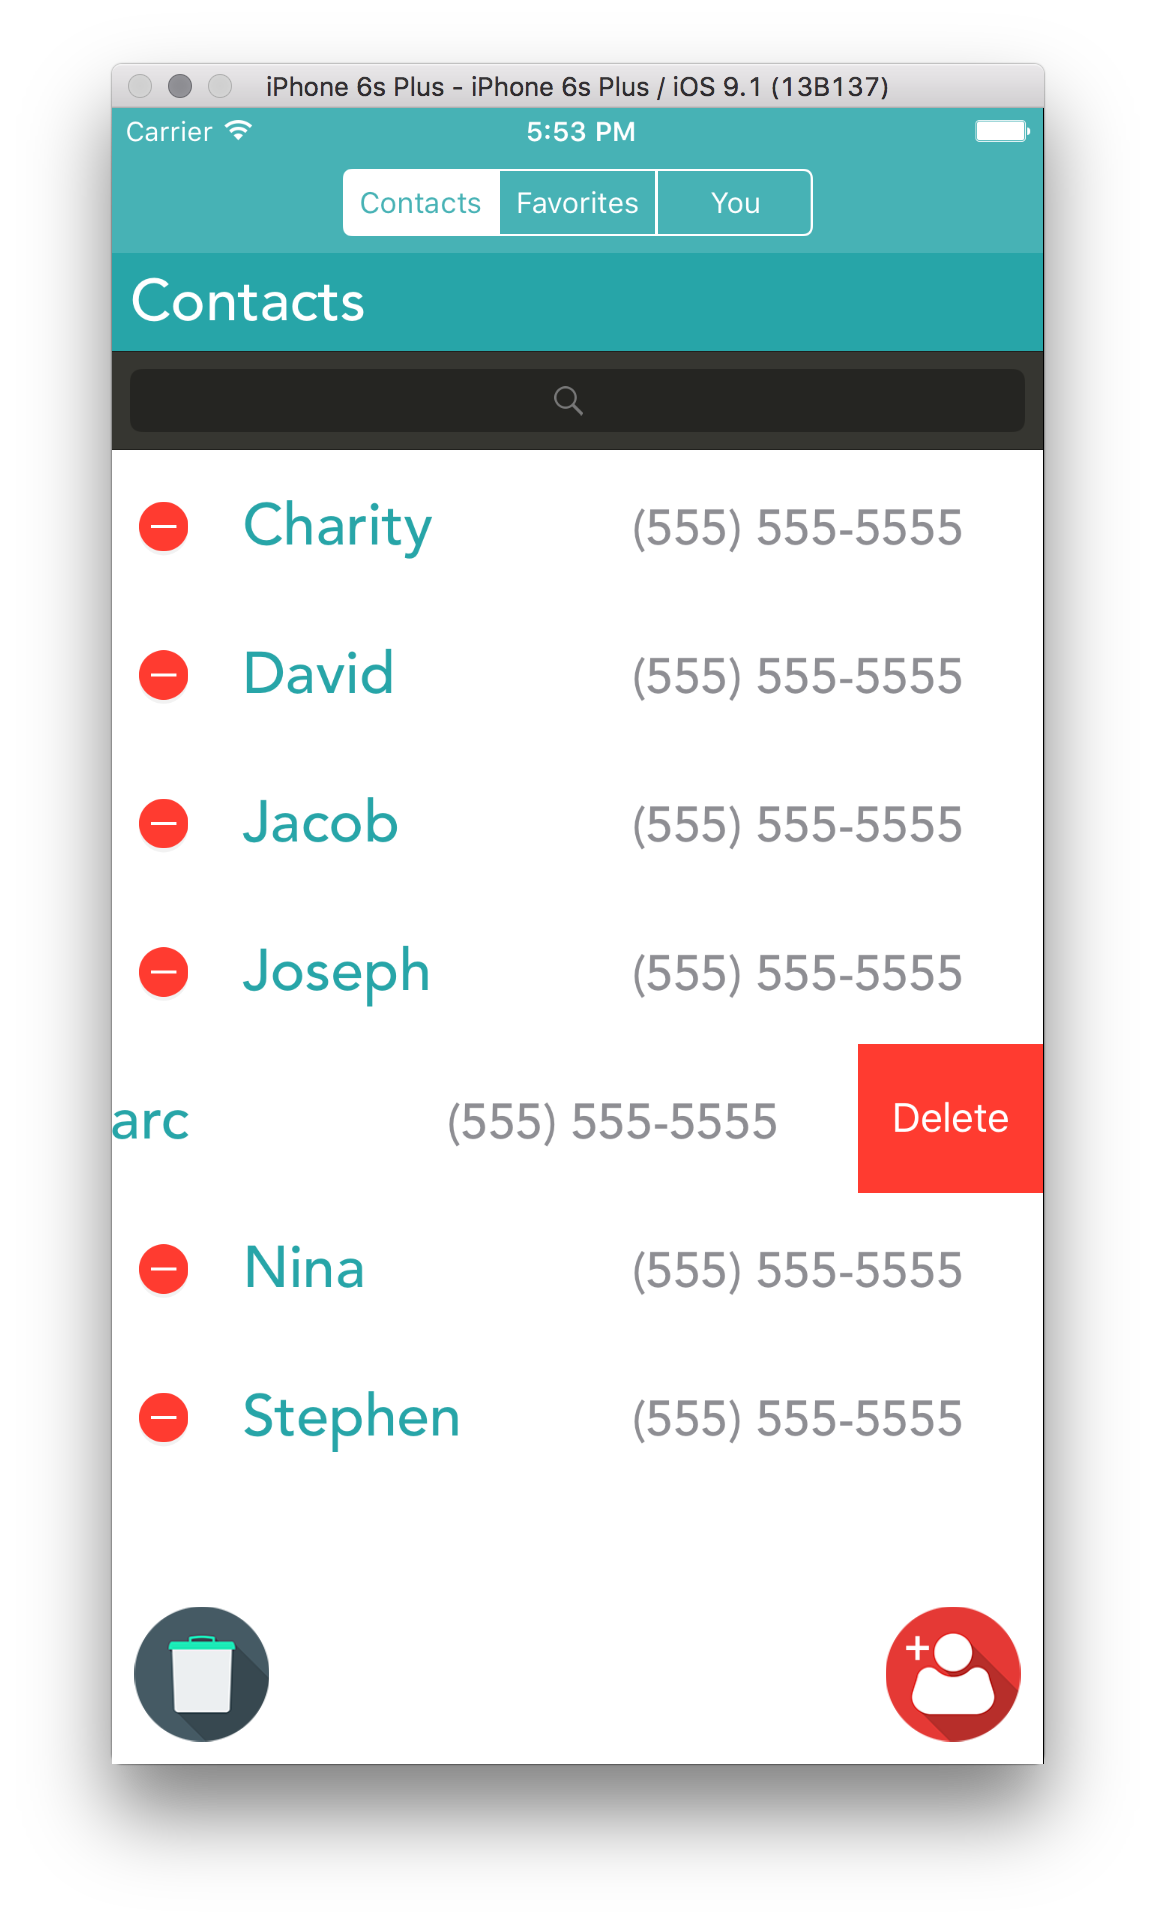 iPhone 6s Plus - iPhone 6s Plus / iOS 9.1 (13B137)
Carrier 5:53 PM
Contacts Favorites You
Contacts
Charity (555) 555-5555
David (555) 555-5555
Jacob (555) 555-5555
Joseph (555) 555-5555
arc (555) 555-5555 Delete
Nina (555) 555-5555
Stephen (555) 555-5555